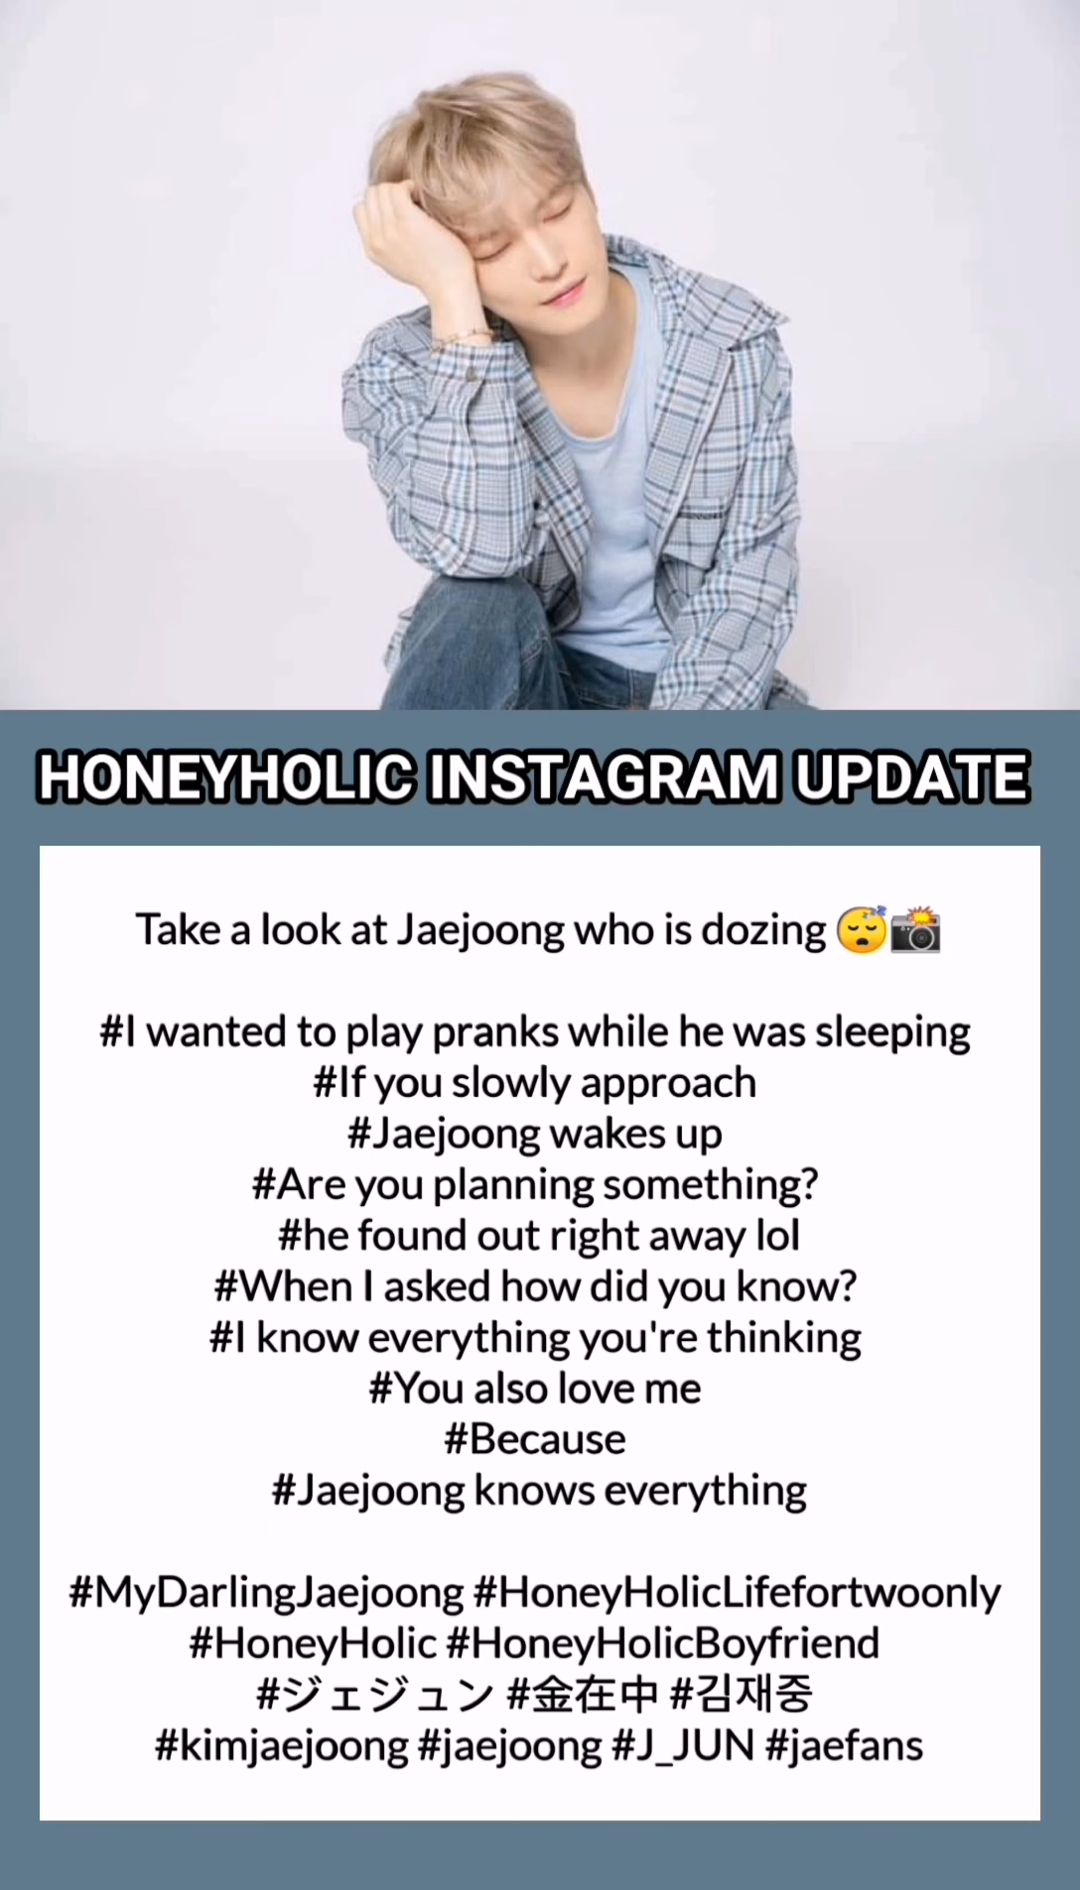 HONEYHOLIC INSTAGRAM UPDATE
Take a look at Jaejoong who is dozing 😴📸
#I wanted to play pranks while he was sleeping
#If you slowly approach
#Jaejoong wakes up
#Are you planning something?
#he found out right away lol
#When I asked how did you know?
#I know everything you're thinking
#You also love me
#Because
#Jaejoong knows everything
#MyDarlingJaejoong #HoneyHolicLifefortwoonly
#HoneyHolic #HoneyHolicBoyfriend
#ジェジュン #金在中 #김재중
#kimjaejoong #jaejoong #J_JUN #jaefans